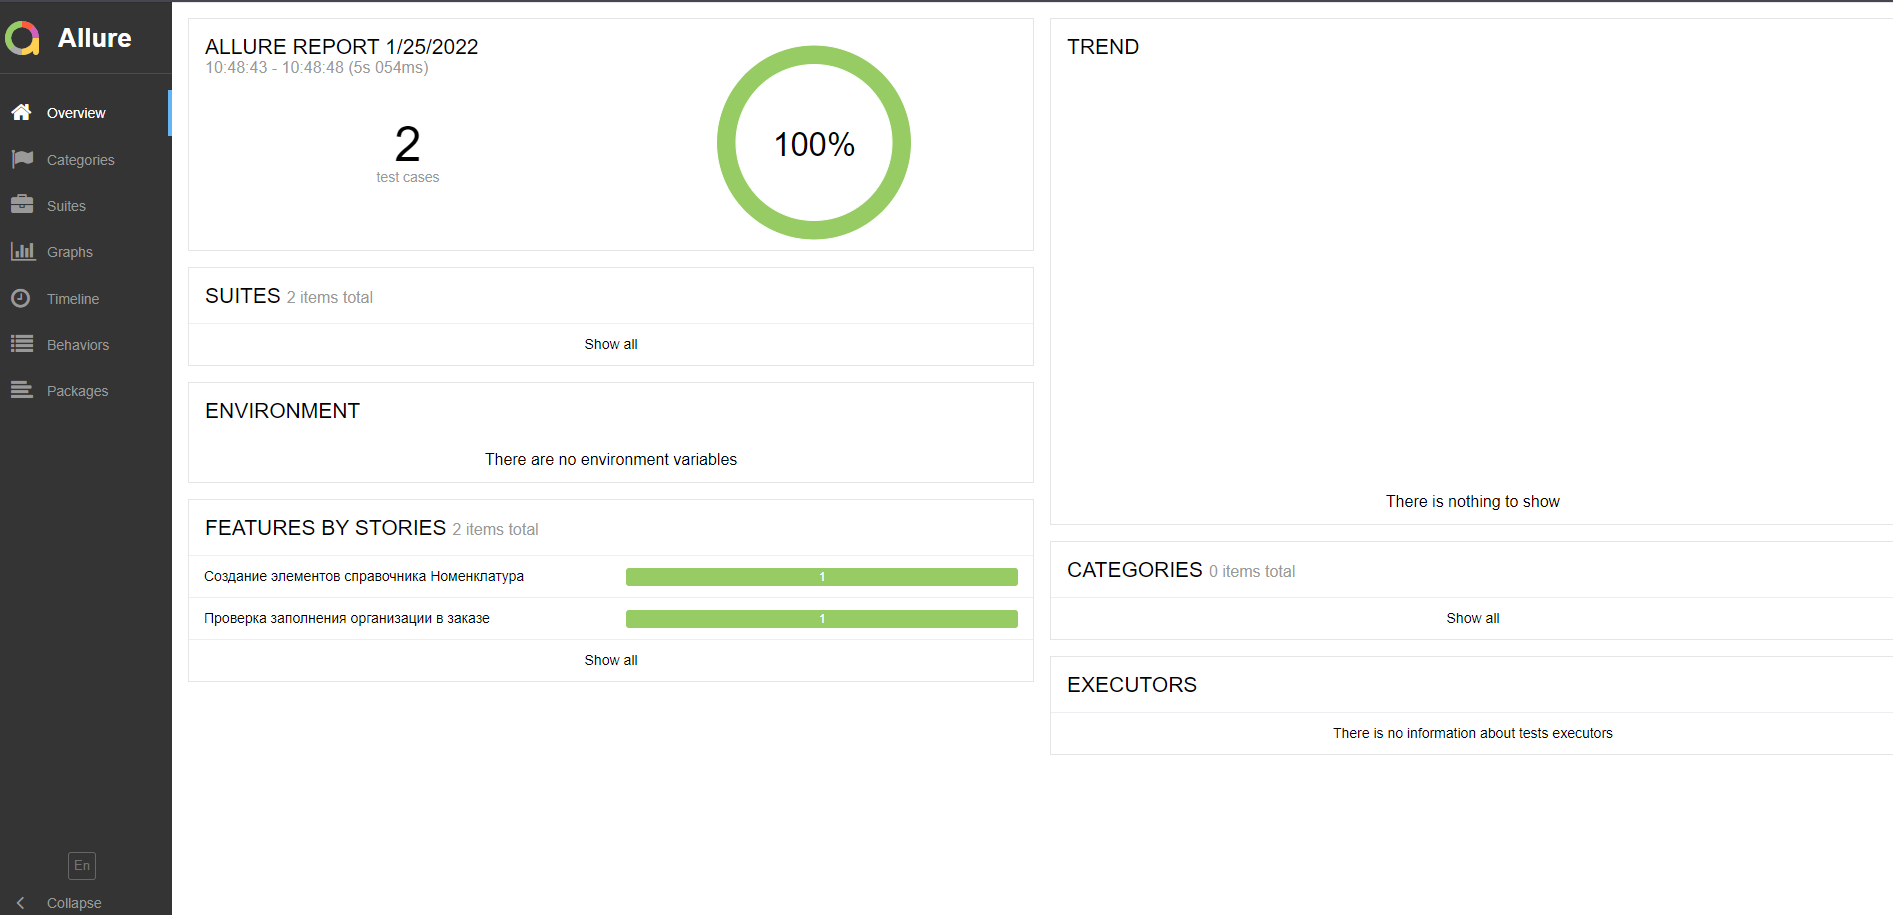 Allure
Overview
Categories
Suites
Graphs
Timeline
Behaviors
Packages
En
Collapse
ALLURE REPORT 1/25/2022
10:48:43 - 10:48:48 (5s 054ms)
2
test cases
100%
SUITES 2 items total
Show all
ENVIRONMENT
There are no environment variables
FEATURES BY STORIES 2 items total
Создание элементов справочника Номенклатура 1
Проверка заполнения организации в заказе 1
Show all
TREND
There is nothing to show
CATEGORIES 0 items total
Show all
EXECUTORS
There is no information about tests executors